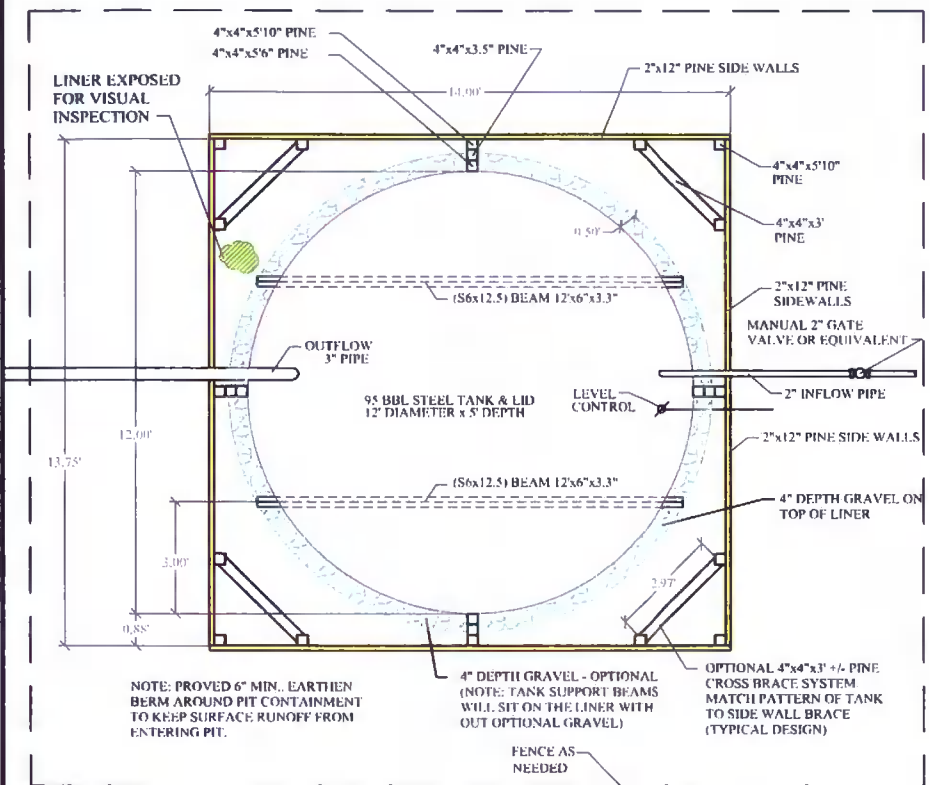 4"x4"x5'10" PINE
4"x4"x5'6" PINE
4"x4"x3.5" PINE
2"x12" PINE SIDE WALLS
LINER EXPOSED
FOR VISUAL
INSPECTION
14.00'
4"x4"x5'10"
PINE
4"x4"x3'
PINE
0.50'
(S6x12.5) BEAM 12'x6"x3.3"
2"x12" PINE
SIDEWALLS
MANUAL 2" GATE
VALVE OR EQUIVALENT
OUTFLOW
3" PIPE
2" INFLOW PIPE
95 BBL STEEL TANK & LID
12' DIAMETER x 5' DEPTH
LEVEL
CONTROL
12.00'
13.75'
2"x12" PINE SIDE WALLS
(S6x12.5) BEAM 12'x6"x3.3"
4" DEPTH GRAVEL ON
TOP OF LINER
3.00'
2.97'
0.88'
NOTE: PROVED 6" MIN.. EARTHEN
BERM AROUND PIT CONTAINMENT
TO KEEP SURFACE RUNOFF FROM
ENTERING PIT.
4" DEPTH GRAVEL - OPTIONAL
(NOTE: TANK SUPPORT BEAMS
WILL SIT ON THE LINER WITH
OUT OPTIONAL GRAVEL)
OPTIONAL 4"x4"x3' +/- PINE
CROSS BRACE SYSTEM
MATCH PATTERN OF TANK
TO SIDE WALL BRACE
(TYPICAL DESIGN)
FENCE AS
NEEDED